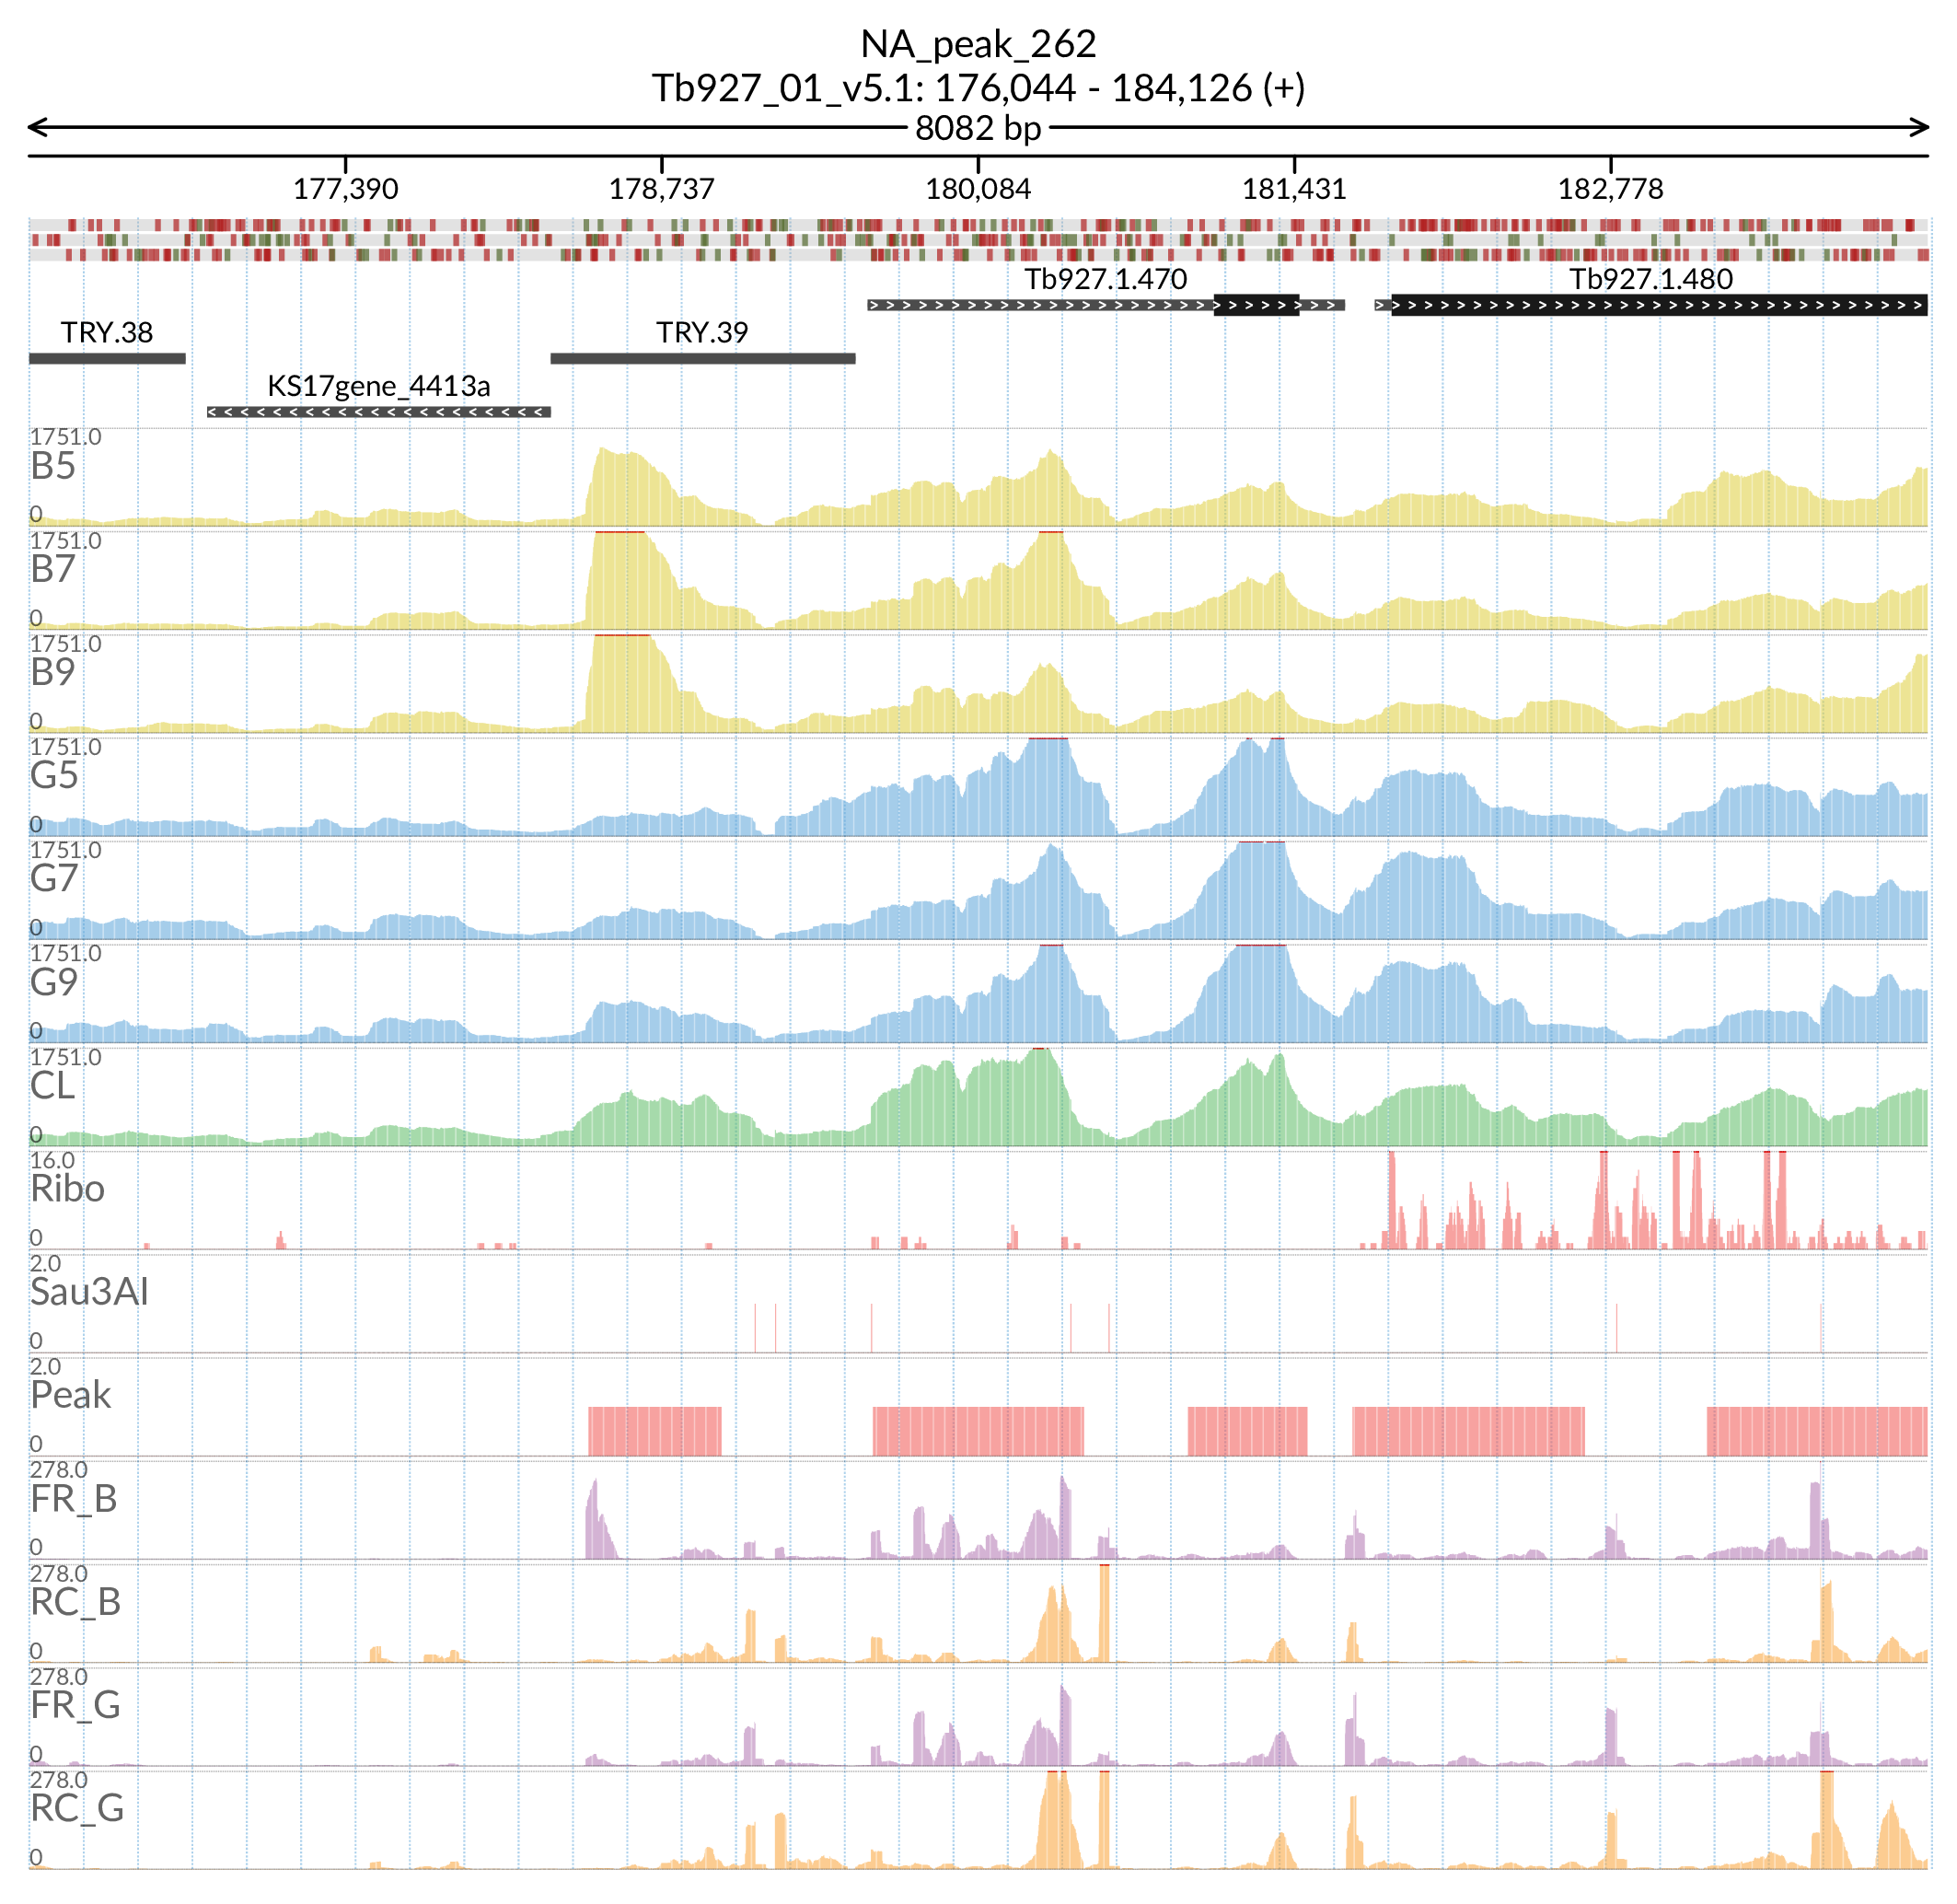 NA_peak_262
Tb927_01_v5.1: 176,044 - 184,126 (+)
8082 bp
177,390 178,737 180,084 181,431 182,778
Tb927.1.470 Tb927.1.480
TRY.38 TRY.39
KS17gene_4413a
1751.0
B5
0
1751.0
B7
0
1751.0
B9
0
1751.0
G5
0
1751.0
G7
0
1751.0
G9
0
1751.0
CL
0
16.0
Ribo
0
2.0
Sau3AI
0
2.0
Peak
0
278.0
FR_B
0
278.0
RC_B
0
278.0
FR_G
0
278.0
RC_G
0